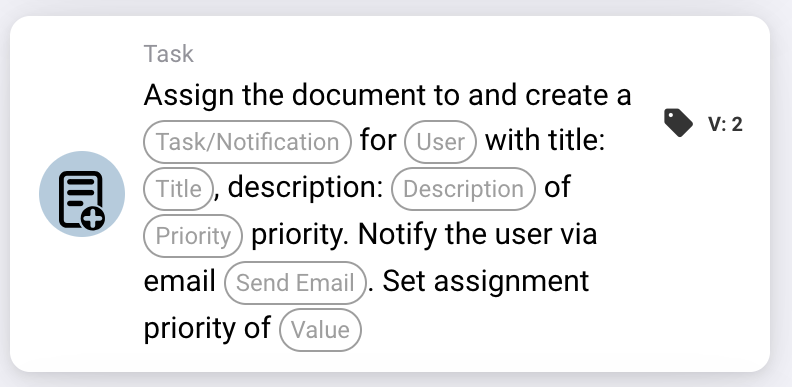 Task
Assign the document to and create a
Task/Notification for User with title:
V: 2
Title, description: Description of
Priority priority. Notify the user via
email Send Email. Set assignment
priority of Value